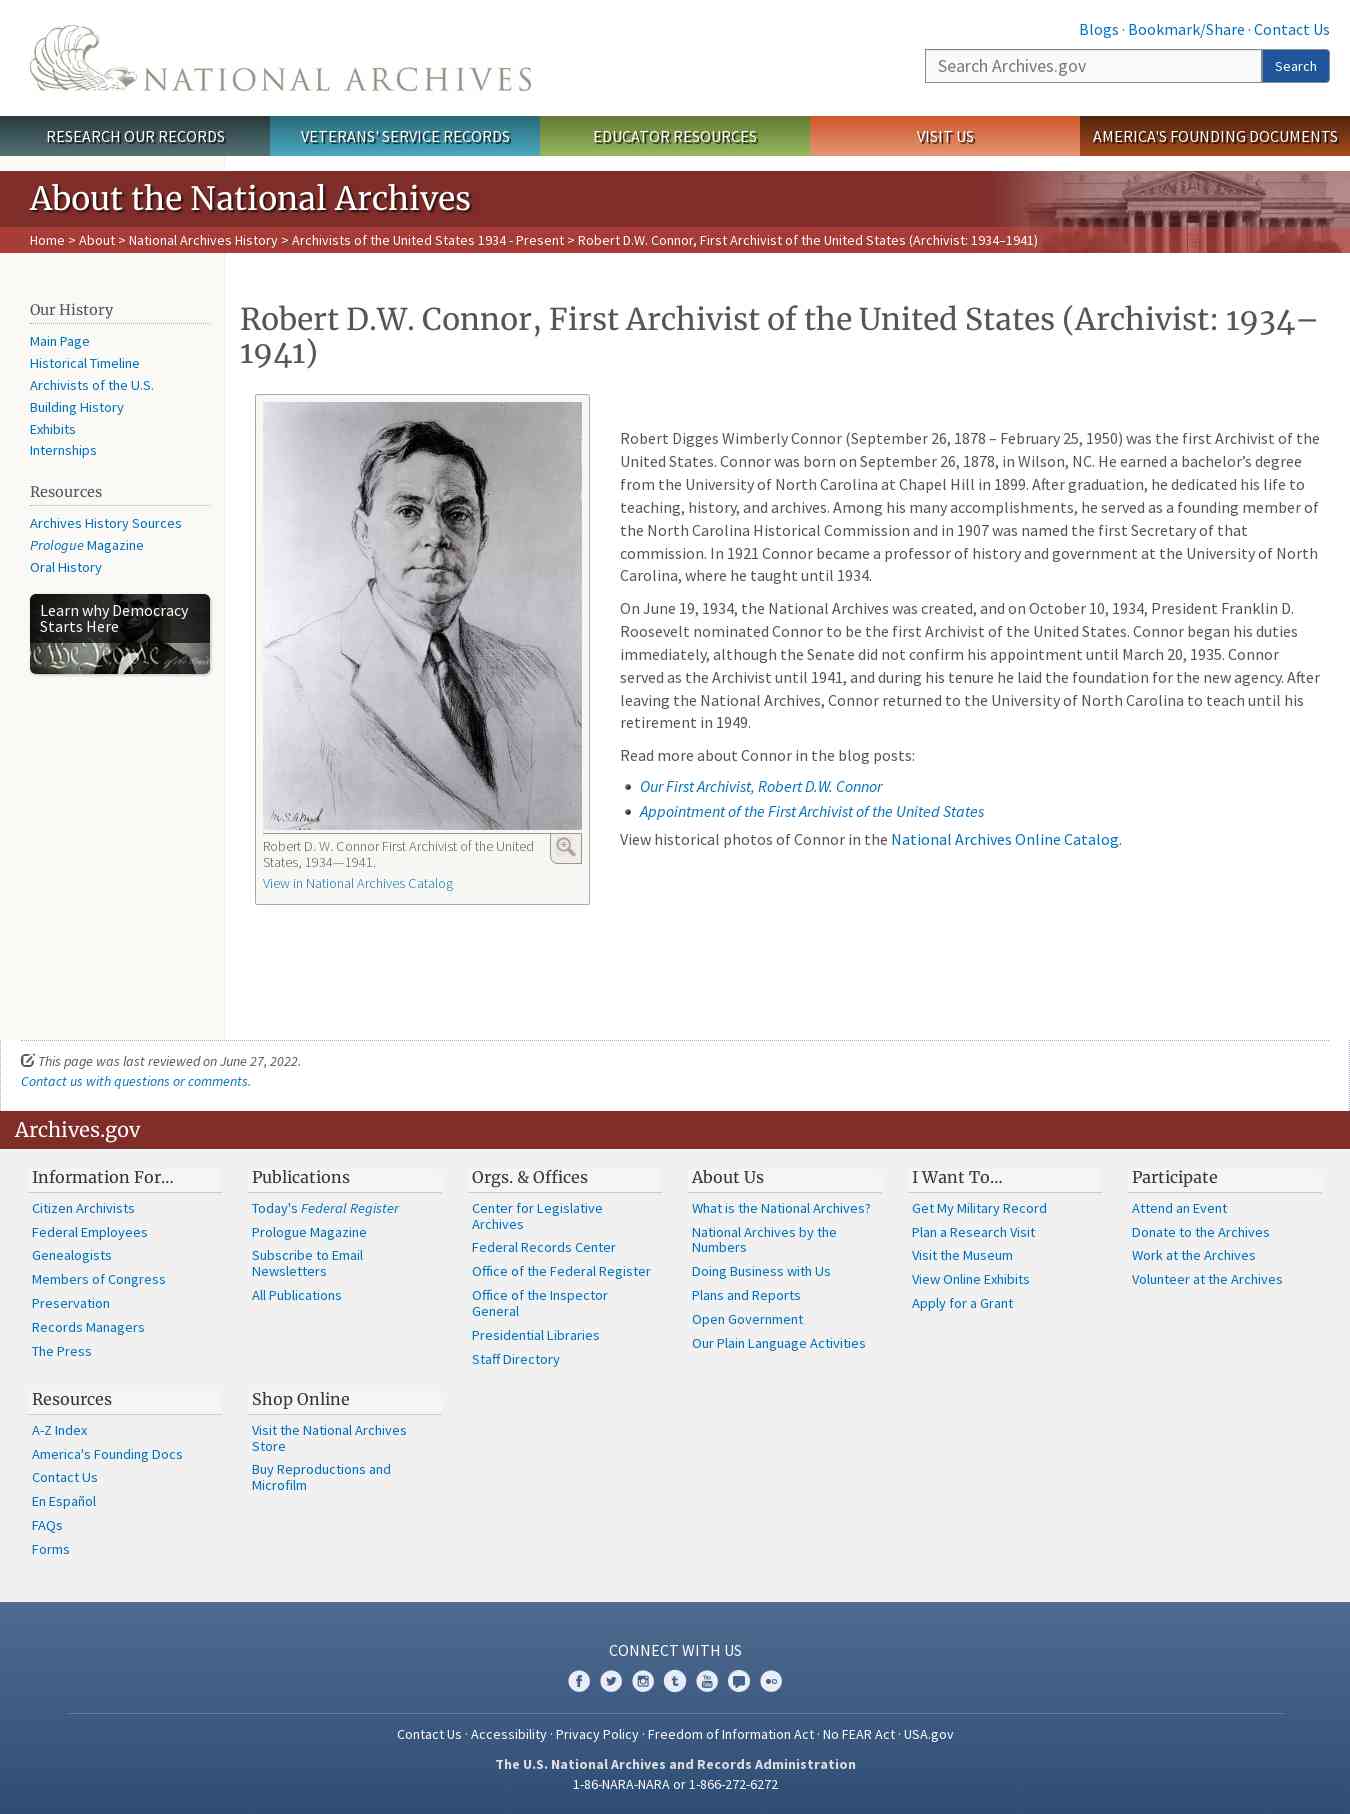 Blogs · Bookmark/Share · Contact Us
NATIONAL ARCHIVES
Search Archives.gov
Search
RESEARCH OUR RECORDS
VETERANS' SERVICE RECORDS
EDUCATOR RESOURCES
VISIT US
AMERICA'S FOUNDING DOCUMENTS
About the National Archives
Home > About > National Archives History > Archivists of the United States 1934 - Present > Robert D.W. Connor, First Archivist of the United States (Archivist: 1934–1941)
Our History
Main Page
Historical Timeline
Archivists of the U.S.
Building History
Exhibits
Internships
Resources
Archives History Sources
Prologue Magazine
Oral History
Learn why Democracy
Starts Here
We the People
Robert D.W. Connor, First Archivist of the United States (Archivist: 1934–
1941)
Robert D. W. Connor First Archivist of the United
States, 1934—1941.
View in National Archives Catalog
Robert Digges Wimberly Connor (September 26, 1878 – February 25, 1950) was the first Archivist of the
United States. Connor was born on September 26, 1878, in Wilson, NC. He earned a bachelor’s degree
from the University of North Carolina at Chapel Hill in 1899. After graduation, he dedicated his life to
teaching, history, and archives. Among his many accomplishments, he served as a founding member of
the North Carolina Historical Commission and in 1907 was named the first Secretary of that
commission. In 1921 Connor became a professor of history and government at the University of North
Carolina, where he taught until 1934.
On June 19, 1934, the National Archives was created, and on October 10, 1934, President Franklin D.
Roosevelt nominated Connor to be the first Archivist of the United States. Connor began his duties
immediately, although the Senate did not confirm his appointment until March 20, 1935. Connor
served as the Archivist until 1941, and during his tenure he laid the foundation for the new agency. After
leaving the National Archives, Connor returned to the University of North Carolina to teach until his
retirement in 1949.
Read more about Connor in the blog posts:
Our First Archivist, Robert D.W. Connor
Appointment of the First Archivist of the United States
View historical photos of Connor in the National Archives Online Catalog.
This page was last reviewed on June 27, 2022.
Contact us with questions or comments.
Archives.gov
Information For…
Citizen Archivists
Federal Employees
Genealogists
Members of Congress
Preservation
Records Managers
The Press
Publications
Today's Federal Register
Prologue Magazine
Subscribe to Email
Newsletters
All Publications
Orgs. & Offices
Center for Legislative
Archives
Federal Records Center
Office of the Federal Register
Office of the Inspector
General
Presidential Libraries
Staff Directory
About Us
What is the National Archives?
National Archives by the
Numbers
Doing Business with Us
Plans and Reports
Open Government
Our Plain Language Activities
I Want To…
Get My Military Record
Plan a Research Visit
Visit the Museum
View Online Exhibits
Apply for a Grant
Participate
Attend an Event
Donate to the Archives
Work at the Archives
Volunteer at the Archives
Resources
A-Z Index
America's Founding Docs
Contact Us
En Español
FAQs
Forms
Shop Online
Visit the National Archives
Store
Buy Reproductions and
Microfilm
CONNECT WITH US
Contact Us · Accessibility · Privacy Policy · Freedom of Information Act · No FEAR Act · USA.gov
The U.S. National Archives and Records Administration
1-86-NARA-NARA or 1-866-272-6272